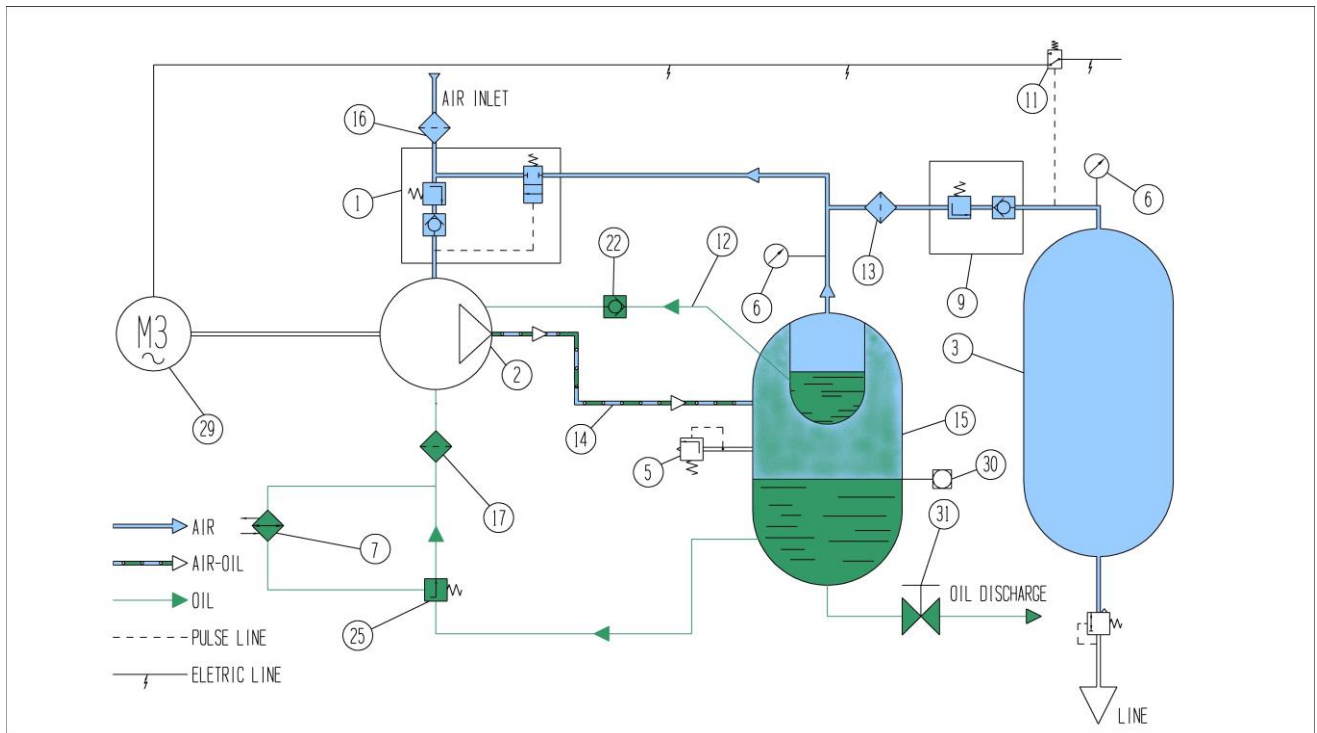 AIR INLET
16
11
1
6
22
12
6
13
9
M3
~
2
3
29
14
15
5
30
17
31
7
AIR
AIR-OIL
OIL
PULSE LINE
ELETRIC LINE
25
OIL DISCHARGE
LINE